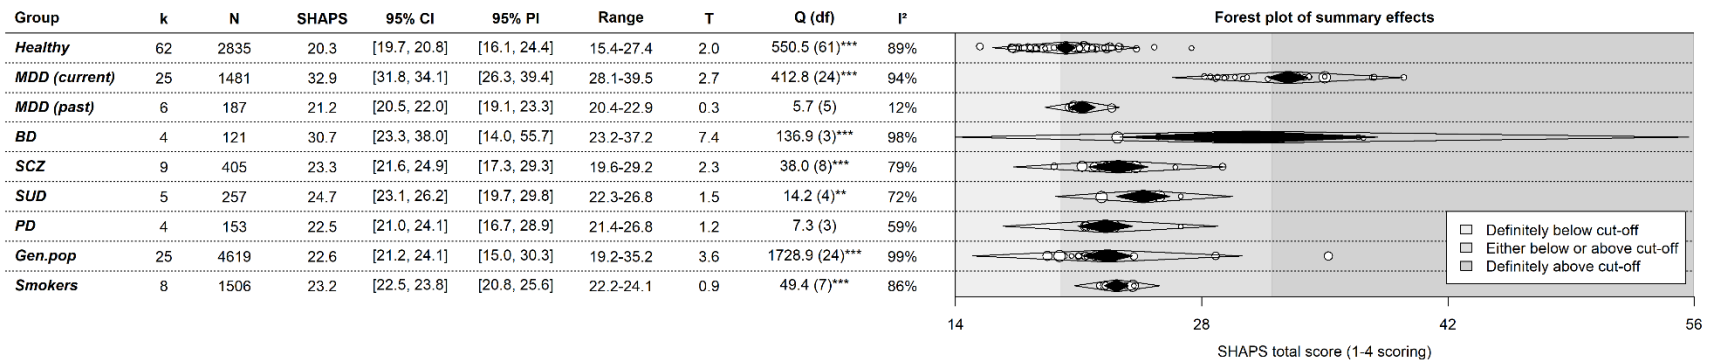 Group k N SHAPS 95% CI 95% PI Range T Q (df) I² Forest plot of summary effects
Healthy 62 2835 20.3 [19.7, 20.8] [16.1, 24.4] 15.4-27.4 2.0 550.5 (61)*** 89%
MDD (current) 25 1481 32.9 [31.8, 34.1] [26.3, 39.4] 28.1-39.5 2.7 412.8 (24)*** 94%
MDD (past) 6 187 21.2 [20.5, 22.0] [19.1, 23.3] 20.4-22.9 0.3 5.7 (5) 12%
BD 4 121 30.7 [23.3, 38.0] [14.0, 55.7] 23.2-37.2 7.4 136.9 (3)*** 98%
SCZ 9 405 23.3 [21.6, 24.9] [17.3, 29.3] 19.6-29.2 2.3 38.0 (8)*** 79%
SUD 5 257 24.7 [23.1, 26.2] [19.7, 29.8] 22.3-26.8 1.5 14.2 (4)** 72%
PD 4 153 22.5 [21.0, 24.1] [16.7, 28.9] 21.4-26.8 1.2 7.3 (3) 59%
Gen.pop 25 4619 22.6 [21.2, 24.1] [15.0, 30.3] 19.2-35.2 3.6 1728.9 (24)*** 99%
Smokers 8 1506 23.2 [22.5, 23.8] [20.8, 25.6] 22.2-24.1 0.9 49.4 (7)*** 86%
Definitely below cut-off
Either below or above cut-off
Definitely above cut-off
14 28 42 56
SHAPS total score (1-4 scoring)